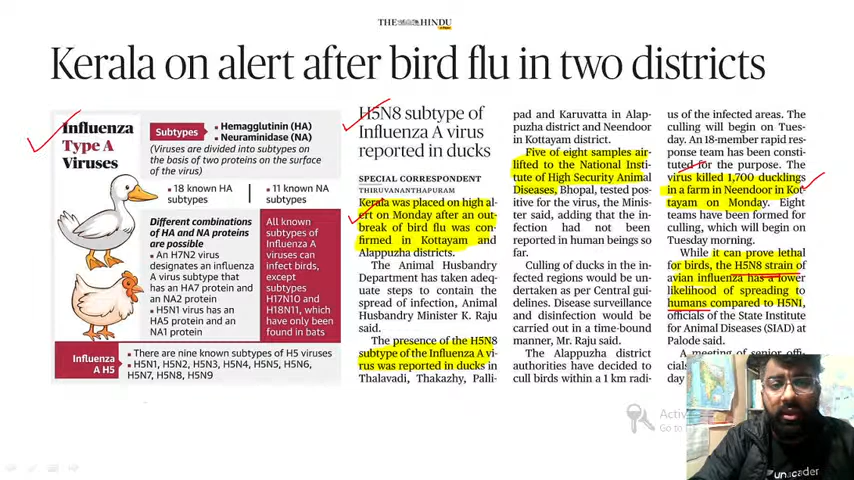 THE HINDU
Kerala on alert after bird flu in two districts
Influenza
Type A
Viruses
Subtypes
▪ Hemagglutinin (HA)
▪ Neuraminidase (NA)
(Viruses are divided into subtypes on
the basis of two proteins on the surface
of the virus)
▪ 18 known HA
subtypes
▪ 11 known NA
subtypes
Different combinations
of HA and NA proteins
are possible
▪ An H7N2 virus
designates an influenza
A virus subtype that
has an HA7 protein and
an NA2 protein
▪ H5N1 virus has an
HA5 protein and an
NA1 protein
All known
subtypes of
Influenza A
viruses can
infect birds,
except
subtypes
H17N10 and
H18N11, which
have only been
found in bats
Influenza
A H5
▪ There are nine known subtypes of H5 viruses
▪ H5N1, H5N2, H5N3, H5N4, H5N5, H5N6,
H5N7, H5N8, H5N9
H5N8 subtype of
Influenza A virus
reported in ducks
SPECIAL CORRESPONDENT
THIRUVANANTHAPURAM
Kerala was placed on high al-
ert on Monday after an out-
break of bird flu was con-
firmed in Kottayam and
Alappuzha districts.
The Animal Husbandry
Department has taken adeq-
uate steps to contain the
spread of infection, Animal
Husbandry Minister K. Raju
said.
The presence of the H5N8
subtype of the Influenza A vi-
rus was reported in ducks in
Thalavadi, Thakazhy, Palli-
pad and Karuvatta in Alap-
puzha district and Neendoor
in Kottayam district.
Five of eight samples air-
lifted to the National Insti-
tute of High Security Animal
Diseases, Bhopal, tested pos-
itive for the virus, the Minis-
ter said, adding that the
infection had not been
reported in human beings so
far.
Culling of ducks in the in-
fected regions would be un-
dertaken as per Central gui-
delines. Disease surveillance
and disinfection would be
carried out in a time-bound
manner, Mr. Raju said.
The Alappuzha district
authorities have decided to
cull birds within a 1 km radi-
us of the infected areas. The
culling will begin on Tues-
day. An 18-member rapid res-
ponse team has been consti-
tuted for the purpose. The
virus killed 1,700 ducklings
in a farm in Neendoor in Kot-
tayam on Monday. Eight
teams have been formed for
culling, which will begin on
Tuesday morning.
While it can prove lethal
for birds, the H5N8 strain of
avian influenza has a lower
likelihood of spreading to
humans compared to H5N1,
officials of the State Institute
for Animal Diseases (SIAD) at
Palode said.
A meeting of senior offi-
cials
day
Go to